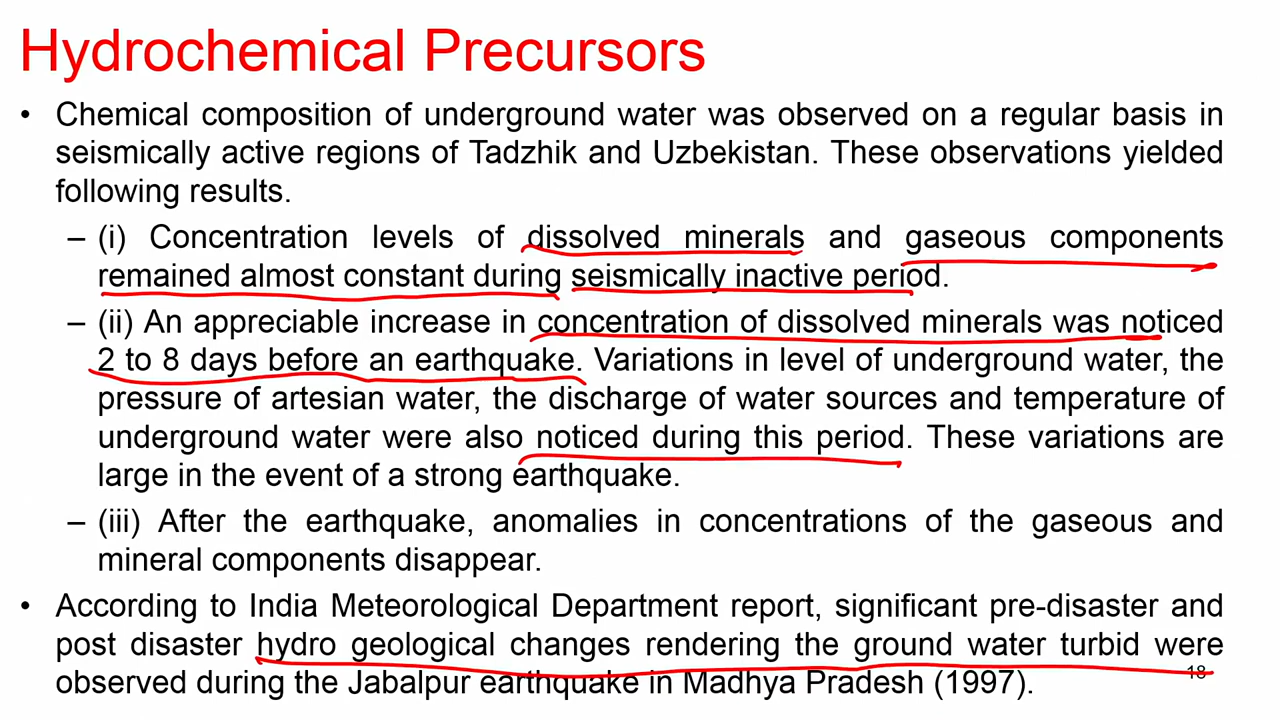 Hydrochemical Precursors
• Chemical composition of underground water was observed on a regular basis in
seismically active regions of Tadzhik and Uzbekistan. These observations yielded
following results.
– (i) Concentration levels of dissolved minerals and gaseous components
remained almost constant during seismically inactive period.
– (ii) An appreciable increase in concentration of dissolved minerals was noticed
2 to 8 days before an earthquake. Variations in level of underground water, the
pressure of artesian water, the discharge of water sources and temperature of
underground water were also noticed during this period. These variations are
large in the event of a strong earthquake.
– (iii) After the earthquake, anomalies in concentrations of the gaseous and
mineral components disappear.
• According to India Meteorological Department report, significant pre-disaster and
post disaster hydro geological changes rendering the ground water turbid were
observed during the Jabalpur earthquake in Madhya Pradesh (1997).
18